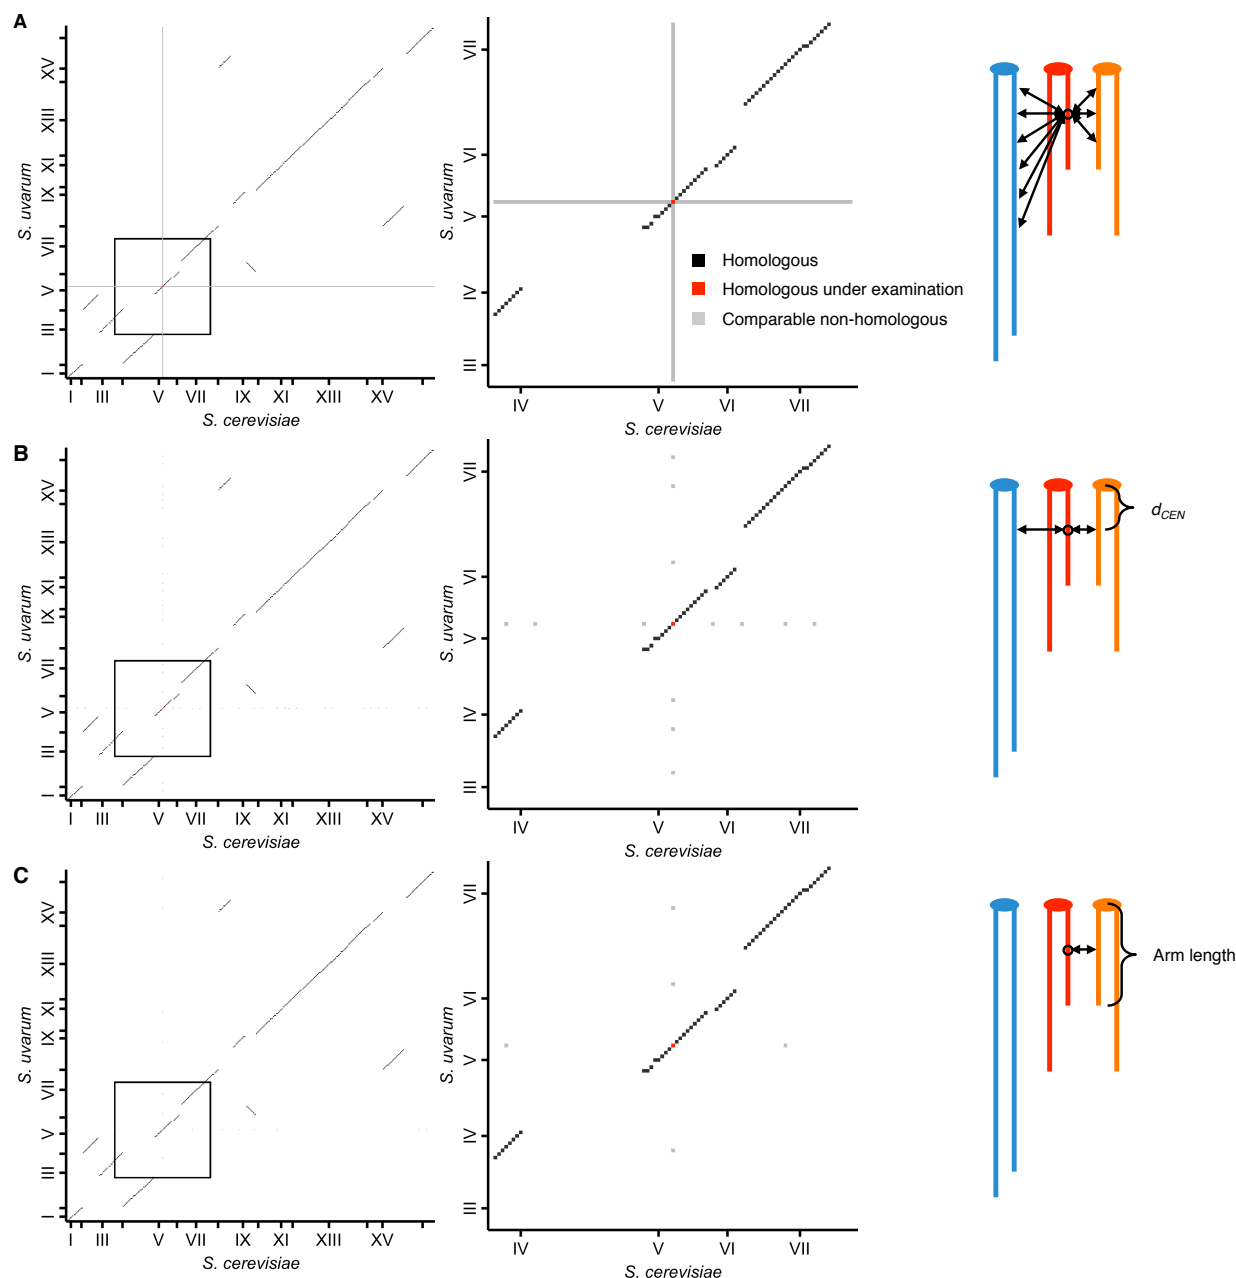 A
XV
XIII
XI
IX
VII
V
III
I
S. uvarum
I III V VII IX XI XIII XV
S. cerevisiae
VII
VI
V
IV
III
S. uvarum
IV V VI VII
S. cerevisiae
Homologous
Homologous under examination
Comparable non-homologous
B
XV
XIII
XI
IX
VII
V
III
I
S. uvarum
I III V VII IX XI XIII XV
S. cerevisiae
VII
VI
V
IV
III
S. uvarum
IV V VI VII
S. cerevisiae
dCEN
C
XV
XIII
XI
IX
VII
V
III
I
S. uvarum
I III V VII IX XI XIII XV
S. cerevisiae
VII
VI
V
IV
III
S. uvarum
IV V VI VII
S. cerevisiae
Arm length